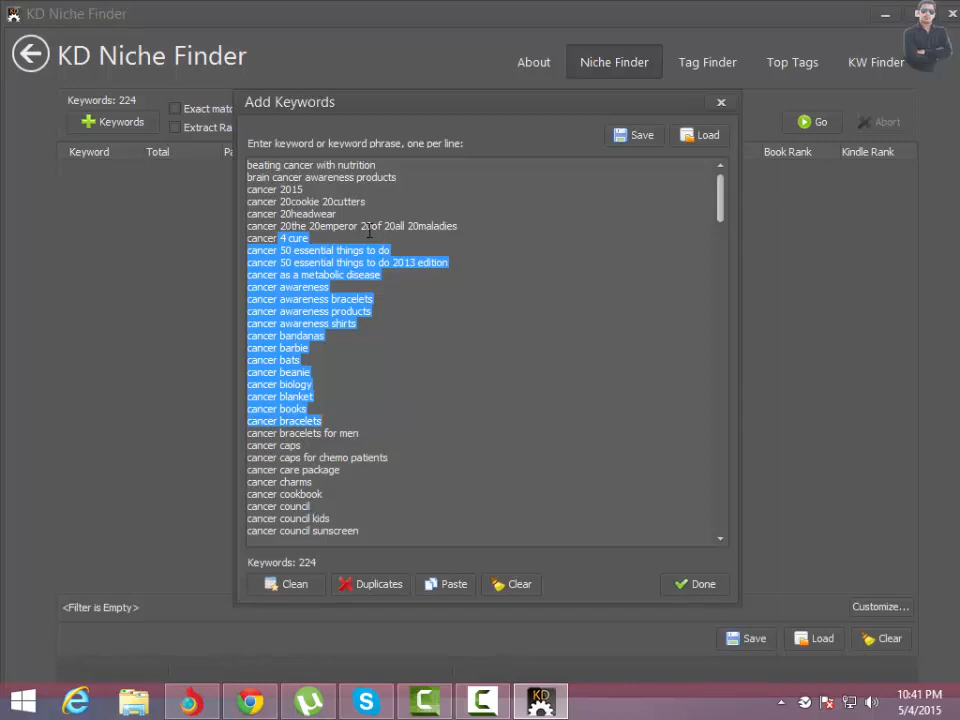 KD Niche Finder
KD Niche Finder
About
Niche Finder
Tag Finder
Top Tags
KW Finder
Keywords: 224
Keywords
Exact matc
Extract Ra
Go
Abort
Keyword
Total
Book Rank
Kindle Rank
Add Keywords
Enter keyword or keyword phrase, one per line:
Save
Load
beating cancer with nutrition
brain cancer awareness products
cancer 2015
cancer 20cookie 20cutters
cancer 20headwear
cancer 20the 20emperor 20of 20all 20maladies
cancer 4 cure
cancer 50 essential things to do
cancer 50 essential things to do 2013 edition
cancer as a metabolic disease
cancer awareness
cancer awareness bracelets
cancer awareness products
cancer awareness shirts
cancer bandanas
cancer barbie
cancer bats
cancer beanie
cancer biology
cancer blanket
cancer books
cancer bracelets
cancer bracelets for men
cancer caps
cancer caps for chemo patients
cancer care package
cancer charms
cancer cookbook
cancer council
cancer council kids
cancer council sunscreen
Keywords: 224
Clean
Duplicates
Paste
Clear
Done
<Filter is Empty>
Customize...
Save
Load
Clear
10:41 PM
5/4/2015